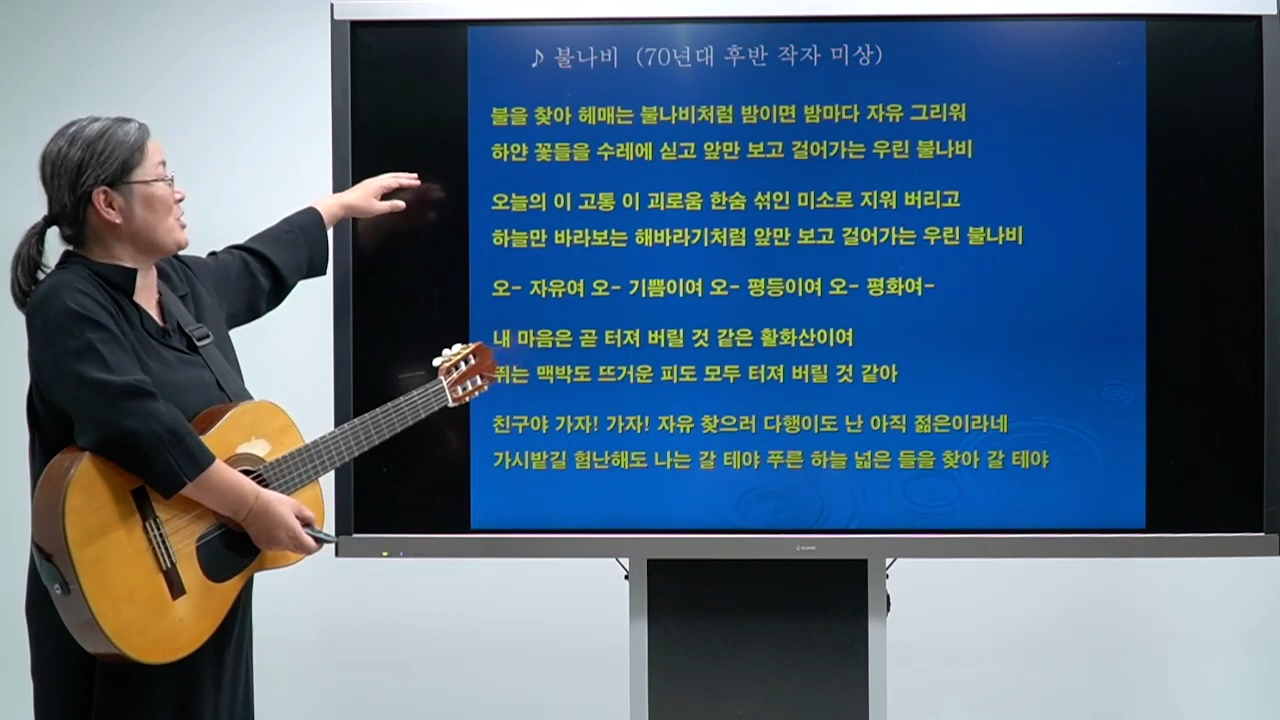 ♪ 불나비 (70년대 후반 작자 미상)
불을 찾아 헤매는 불나비처럼 밤이면 밤마다 자유 그리워
하얀 꽃들을 수레에 싣고 앞만 보고 걸어가는 우린 불나비
오늘의 이 고통 이 괴로움 한숨 섞인 미소로 지워 버리고
하늘만 바라보는 해바라기처럼 앞만 보고 걸어가는 우린 불나비
오- 자유여 오- 기쁨이여 오- 평등이여 오- 평화여-
내 마음은 곧 터져 버릴 것 같은 활화산이여
뛰는 맥박도 뜨거운 피도 모두 터져 버릴 것 같아
친구야 가자! 가자! 자유 찾으러 다행이도 난 아직 젊은이라네
가시밭길 험난해도 나는 갈 테야 푸른 하늘 넓은 들을 찾아 갈 테야